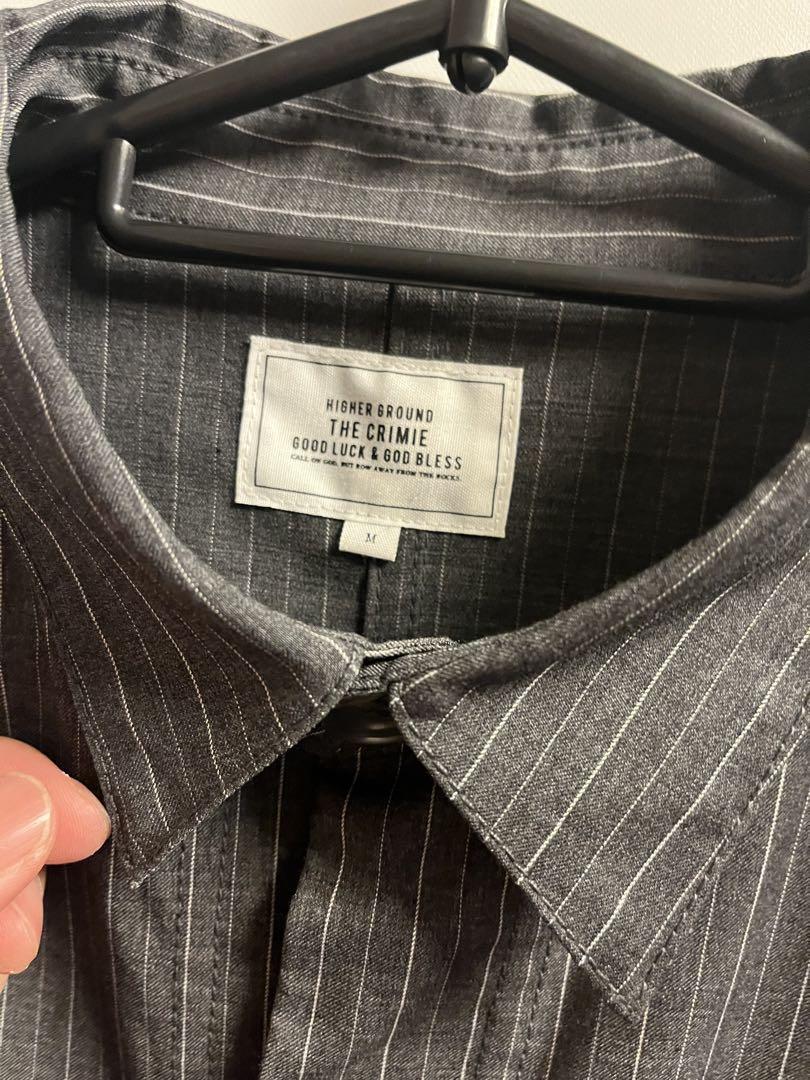 HIGHER GROUND
THE CRIMIE
GOOD LUCK & GOD BLESS
CALL ON GOD, BUT ROW AWAY FROM THE ROCKS.
M